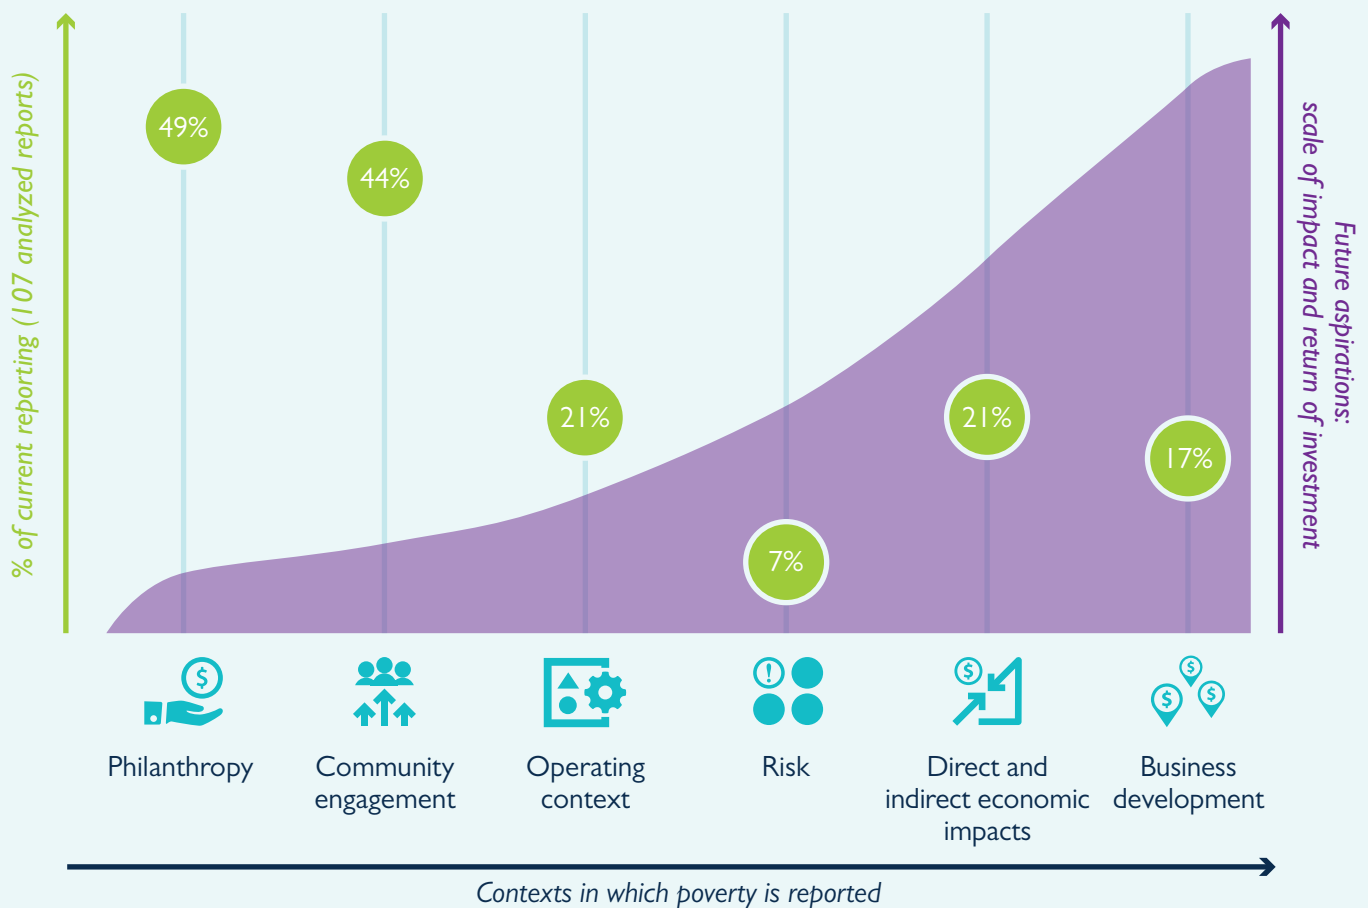 % of current reporting (107 analyzed reports)
49%
44%
21%
7%
21%
17%
Future aspirations:
scale of impact and return of investment
$
!
$
$
$
$
Philanthropy
Community
engagement
Operating
context
Risk
Direct and
indirect economic
impacts
Business
development
Contexts in which poverty is reported